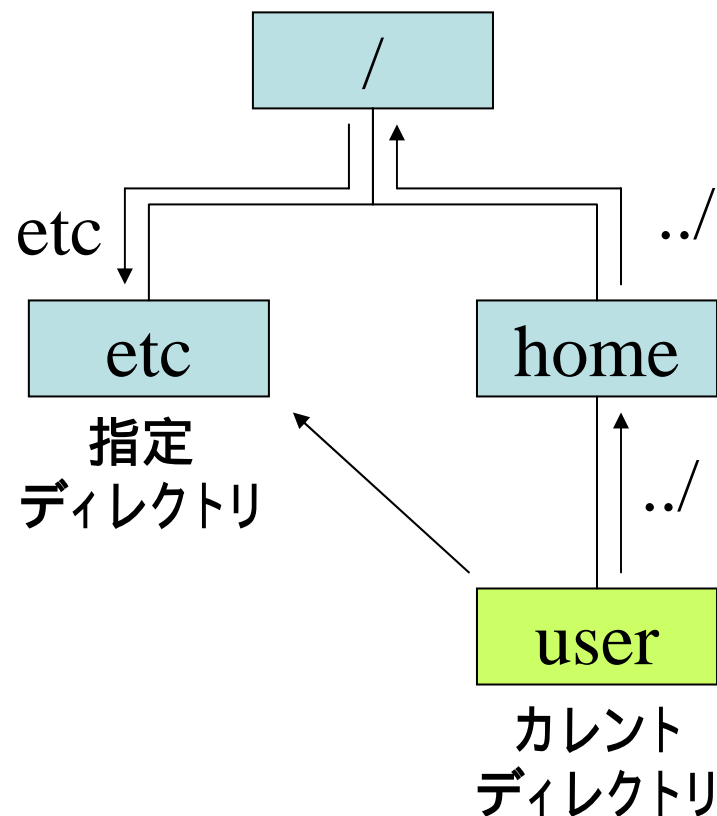 /
etc
../
etc
home
指定
ディレクトリ
../
user
カレント
ディレクトリ